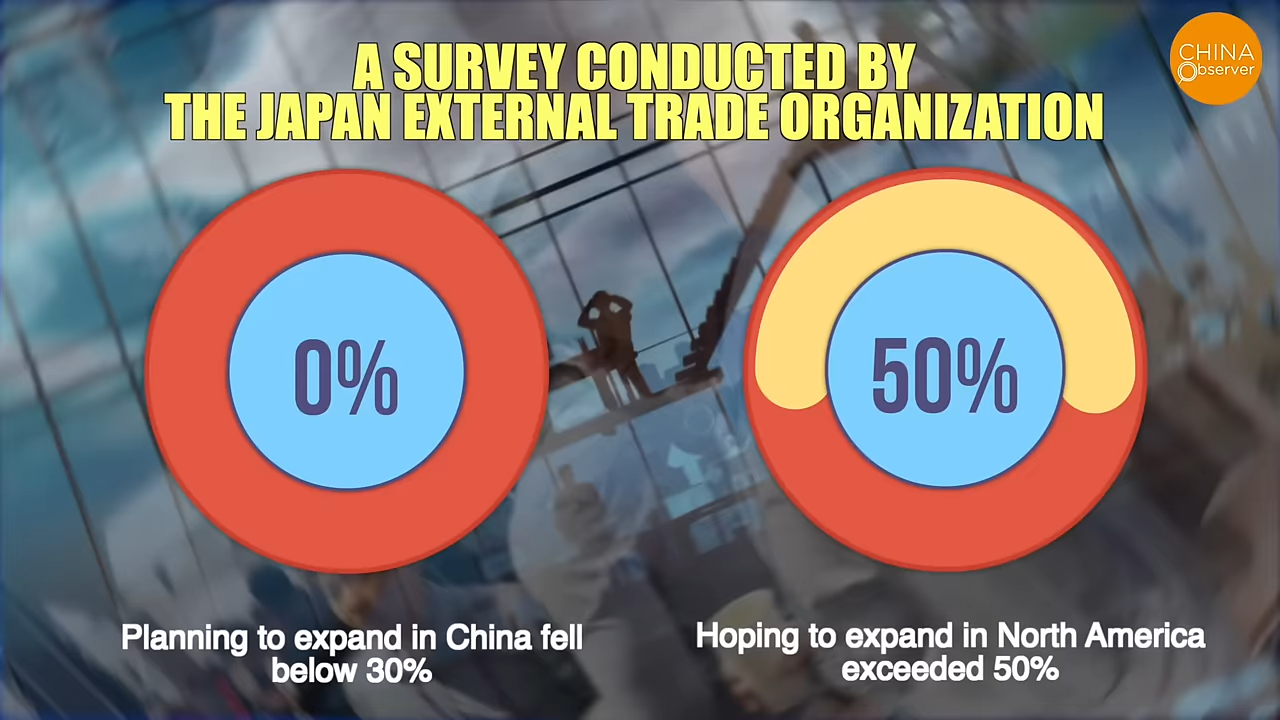 A SURVEY CONDUCTED BY
THE JAPAN EXTERNAL TRADE ORGANIZATION
CHINA
Observer
0%
50%
Planning to expand in China fell
below 30%
Hoping to expand in North America
exceeded 50%